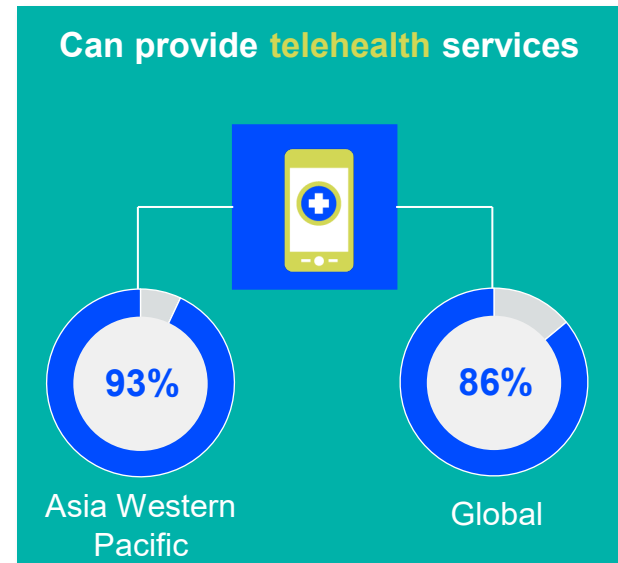 Can provide telehealth services
93%
86%
Asia Western
Pacific
Global